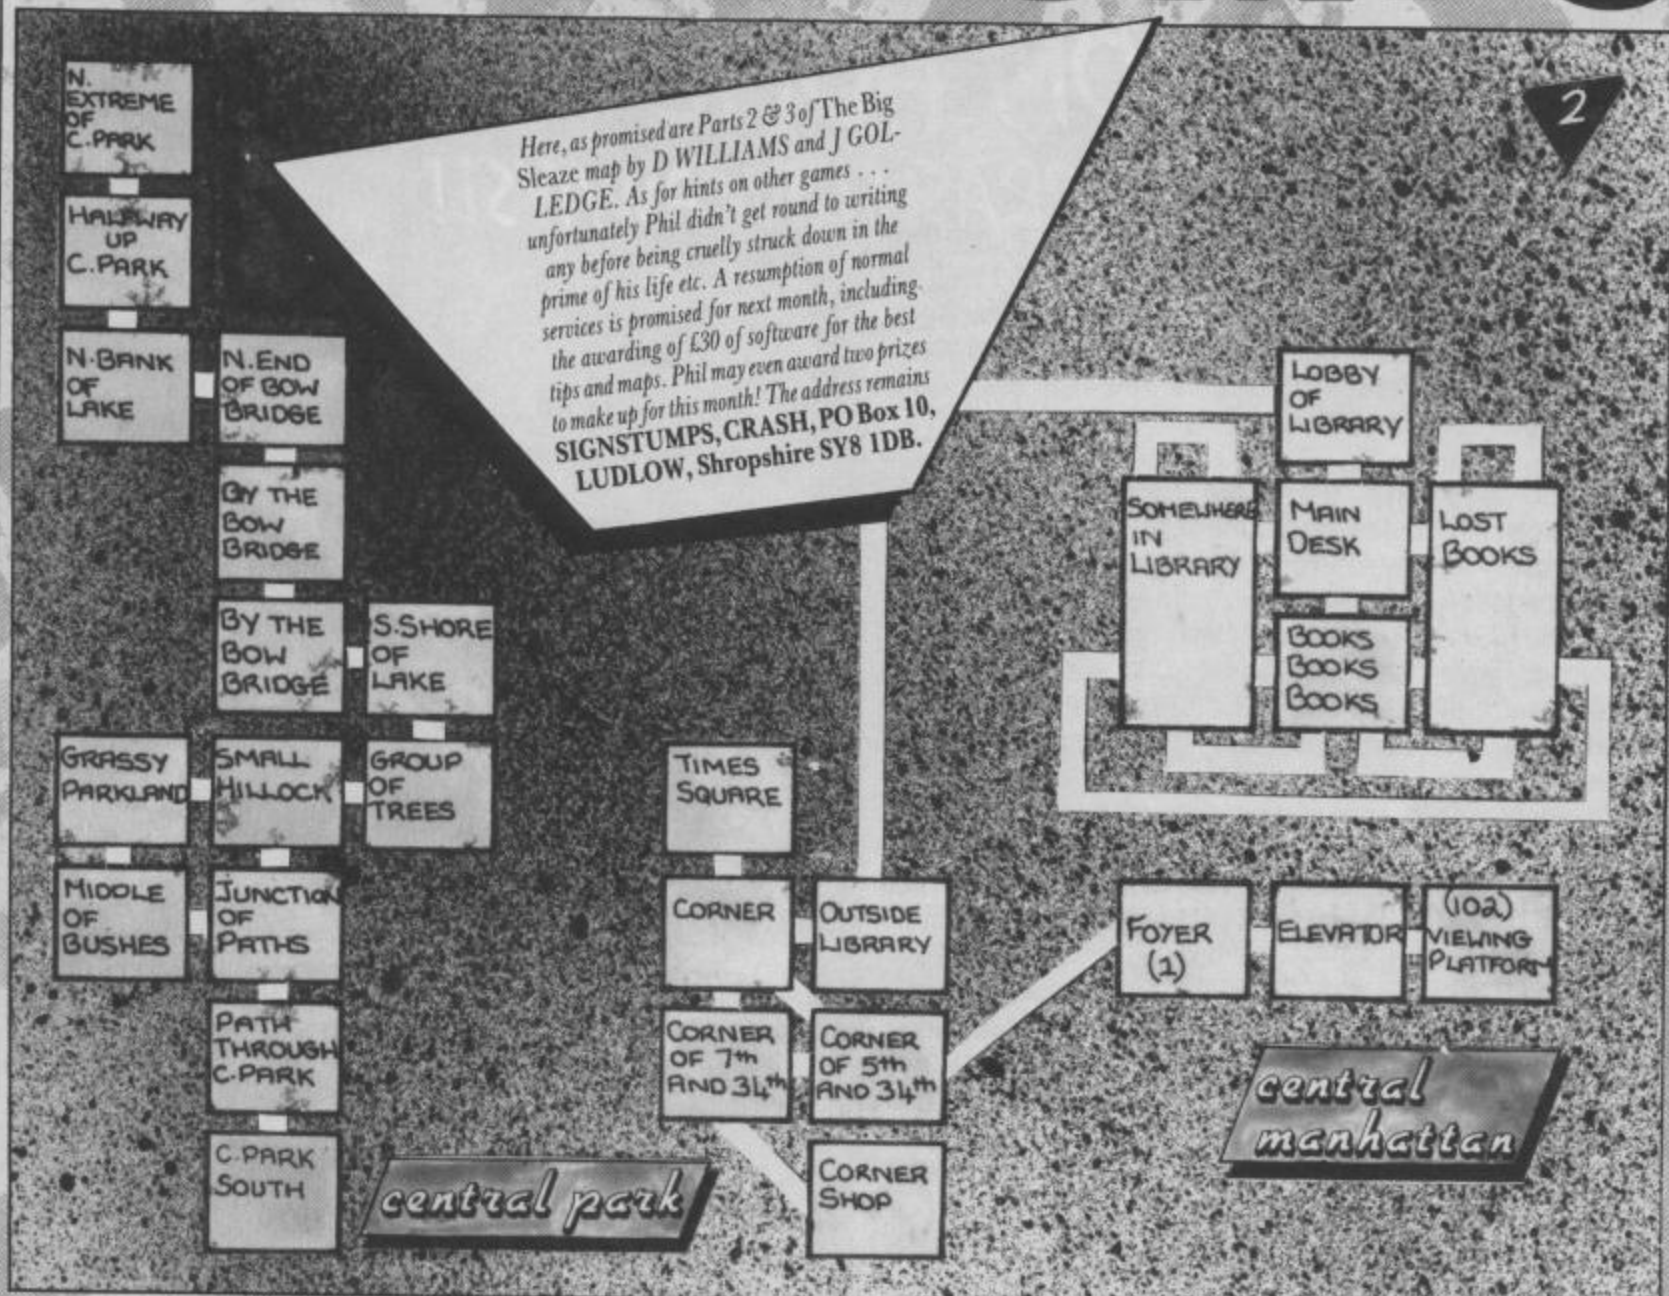 N.
EXTREME
OF
C.PARK
HALFWAY
UP
C.PARK
N.BANK
OF
LAKE
N.END
OF BOW
BRIDGE
BY THE
BOW
BRIDGE
BY THE
BOW
BRIDGE
S.SHORE
OF
LAKE
GRASSY
PARKLAND
SMALL
HILLOCK
GROUP
OF
TREES
MIDDLE
OF
BUSHES
JUNCTION
OF
PATHS
PATH
THROUGH
C.PARK
C.PARK
SOUTH
central park
Here, as promised are Parts 2 & 3 of The Big
Sleaze map by D WILLIAMS and J GOL-
LEDGE. As for hints on other games . . .
unfortunately Phil didn't get round to writing
any before being cruelly struck down in the
prime of his life etc. A resumption of normal
services is promised for next month, including
the awarding of £30 of software for the best
tips and maps. Phil may even award two prizes
to make up for this month! The address remains
SIGNSTUMPS, CRASH, PO Box 10,
LUDLOW, Shropshire SY8 1DB.
2
TIMES
SQUARE
CORNER
OUTSIDE
LIBRARY
CORNER
OF 7th
AND 34th
CORNER
OF 5th
AND 34th
CORNER
SHOP
LOBBY
OF
LIBRARY
SOMEWHERE
IN
LIBRARY
MAIN
DESK
LOST
BOOKS
BOOKS
BOOKS
BOOKS
FOYER
(1)
ELEVATOR
(102)
VIEWING
PLATFORM
central
manhattan